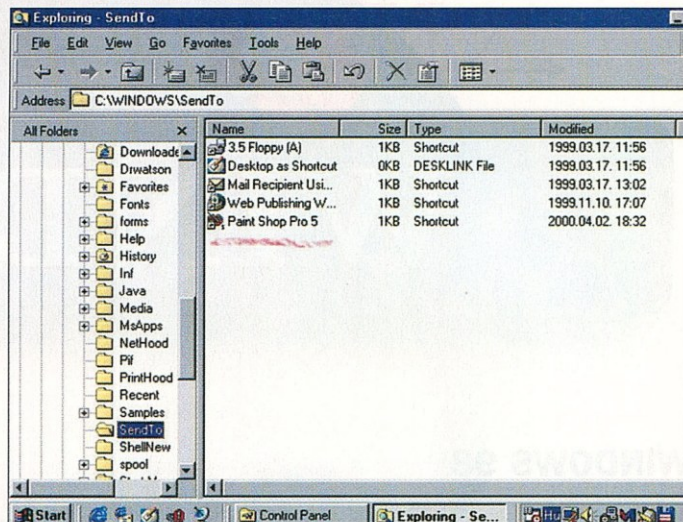 Exploring - SendTo
File Edit View Go Favorites Tools Help
Address C:\WINDOWS\SendTo
All Folders
Name Size Type Modified
3.5 Floppy (A) 1KB Shortcut 1999.03.17. 11:56
Desktop as Shortcut 0KB DESKLINK File 1999.03.17. 11:56
Mail Recipient Usi... 1KB Shortcut 1999.03.17. 13:02
Web Publishing W... 1KB Shortcut 1999.11.10. 17:07
Paint Shop Pro 5 1KB Shortcut 2000.04.02. 18:32
Downloade
Drwatson
Favorites
Fonts
forms
Help
History
Inf
Java
Media
MsApps
NetHood
Pif
PrintHood
Recent
Samples
SendTo
ShellNew
spool
Start Control Panel Exploring - Se... Hu